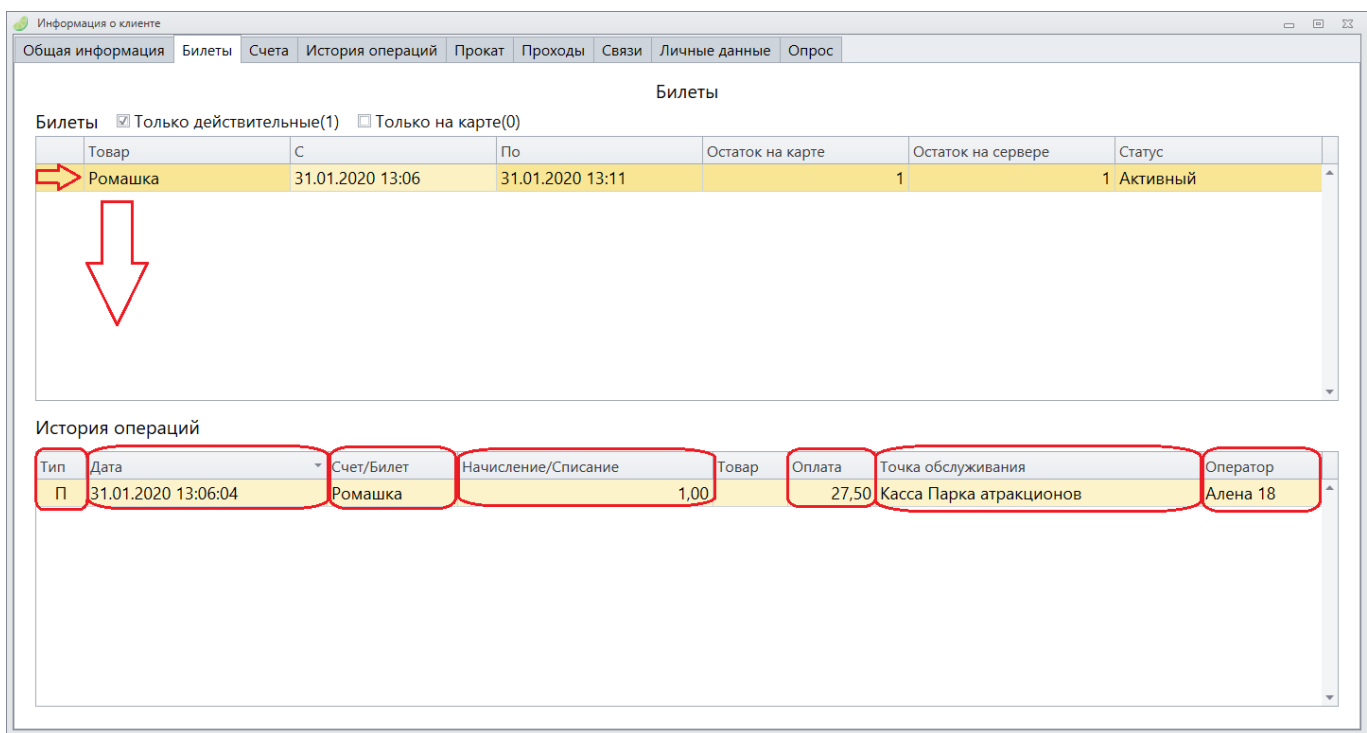 Информация о клиенте
Общая информация Билеты Счета История операций Прокат Проходы Связи Личные данные Опрос
Билеты
Билеты Только действительные(1) Только на карте(0)
Товар С По Остаток на карте Остаток на сервере Статус
Ромашка 31.01.2020 13:06 31.01.2020 13:11 1 1 Активный
История операций
Тип Дата Счет/Билет Начисление/Списание Товар Оплата Точка обслуживания Оператор
П 31.01.2020 13:06:04 Ромашка 1,00 27,50 Касса Парка атракционов Алена 18